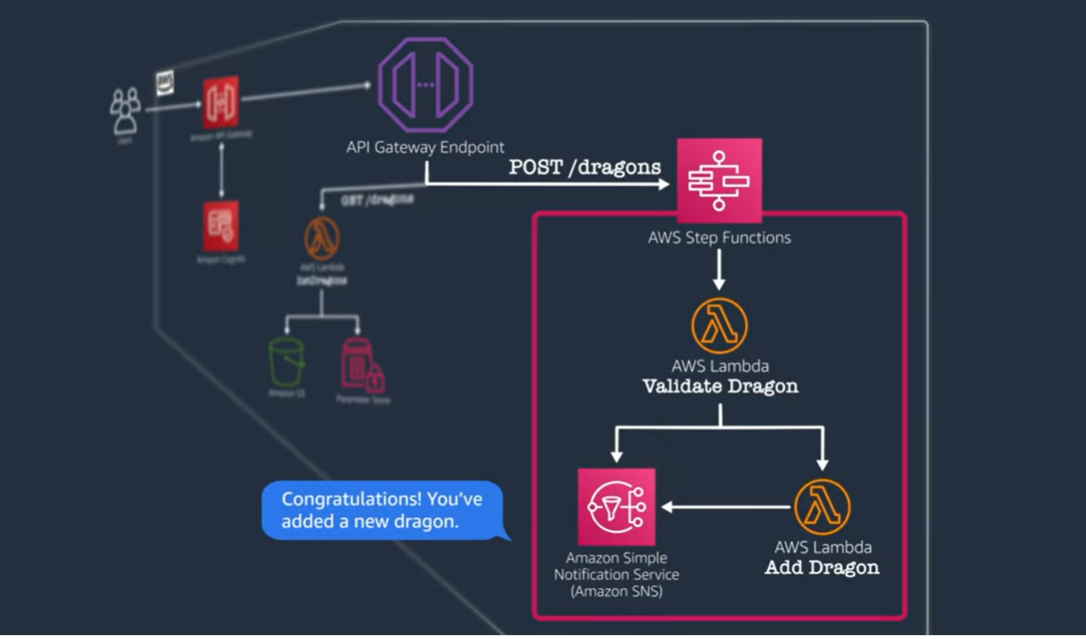 aws
API Gateway Endpoint
POST /dragons
GET /dragons
Users
Amazon API Gateway
AWS Step Functions
Amazon Cognito
AWS Lambda
listDragons
AWS Lambda
Validate Dragon
Amazon S3
Parameter Store
Congratulations! You've
added a new dragon.
Amazon Simple
Notification Service
(Amazon SNS)
AWS Lambda
Add Dragon